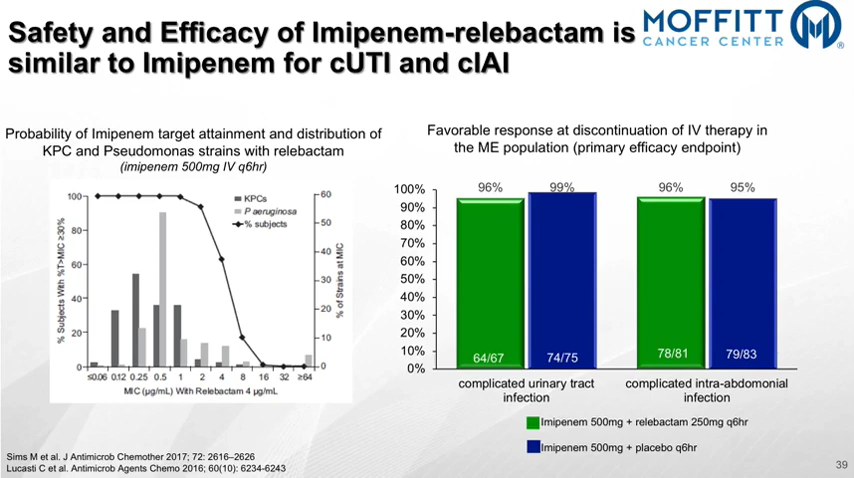 Safety and Efficacy of Imipenem-relebactam is
similar to Imipenem for cUTI and cIAI
MOFFITT
CANCER CENTER
®
Probability of Imipenem target attainment and distribution of
KPC and Pseudomonas strains with relebactam
(imipenem 500mg IV q6hr)
% Subjects With %T>MIC ≥30%
100
80
60
40
20
0
KPCs
P aeruginosa
% subjects
60
50
40
30
20
10
0
% of Strains at MIC
≤0.06 0.12 0.25 0.5 1 2 4 8 16 32 ≥64
MIC (µg/mL) With Relebactam 4 µg/mL
Favorable response at discontinuation of IV therapy in
the ME population (primary efficacy endpoint)
100%
90%
80%
70%
60%
50%
40%
30%
20%
10%
0%
96% 99% 96% 95%
64/67 74/75 78/81 79/83
complicated urinary tract
infection
complicated intra-abdomonial
infection
Imipenem 500mg + relebactam 250mg q6hr
Imipenem 500mg + placebo q6hr
Sims M et al. J Antimicrob Chemother 2017; 72: 2616–2626
Lucasti C et al. Antimicrob Agents Chemo 2016; 60(10): 6234-6243
39